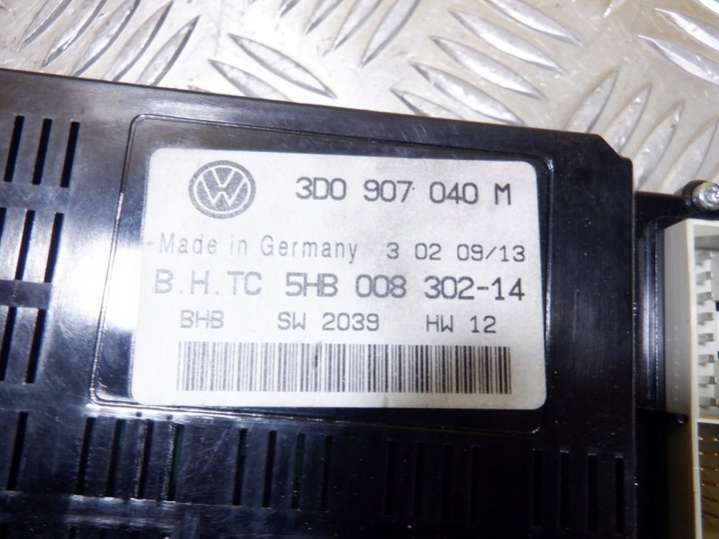 VW
3D0 907 040 M
Made in Germany 3 02 09/13
B.H.TC 5HB 008 302-14
BHB SW 2039 HW 12